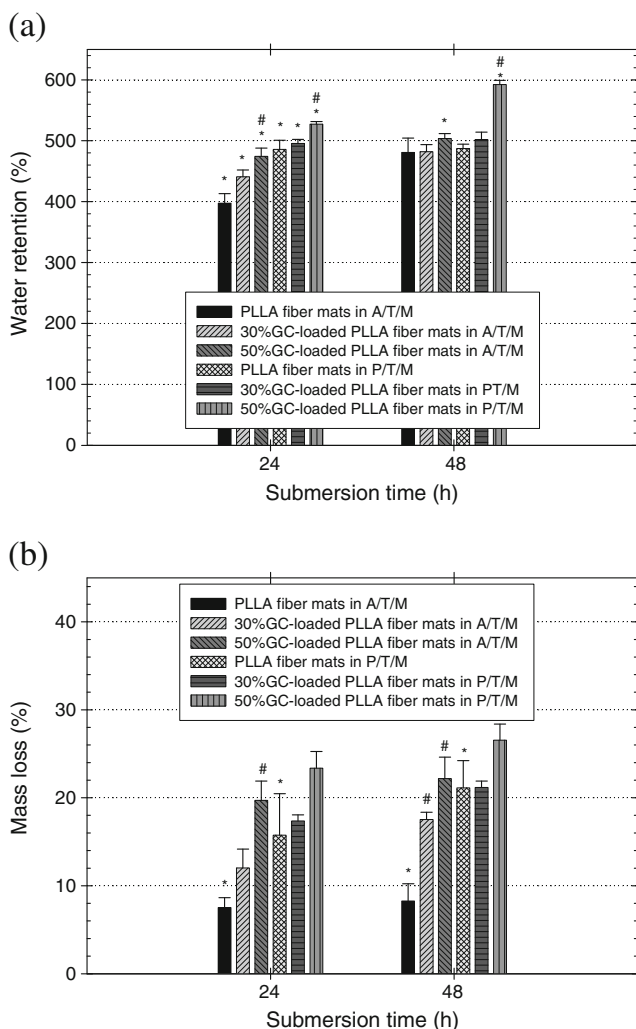 (a)
600
500
400
300
200
100
0
Water retention (%)
* * # * * * # *
* # *
PLLA fiber mats in A/T/M
30%GC-loaded PLLA fiber mats in A/T/M
50%GC-loaded PLLA fiber mats in A/T/M
PLLA fiber mats in P/T/M
30%GC-loaded PLLA fiber mats in PT/M
50%GC-loaded PLLA fiber mats in P/T/M
24 48
Submersion time (h)
(b)
40
30
20
10
0
Mass loss (%)
PLLA fiber mats in A/T/M
30%GC-loaded PLLA fiber mats in A/T/M
50%GC-loaded PLLA fiber mats in A/T/M
PLLA fiber mats in P/T/M
30%GC-loaded PLLA fiber mats in P/T/M
50%GC-loaded PLLA fiber mats in P/T/M
* # *
* # # *
24 48
Submersion time (h)